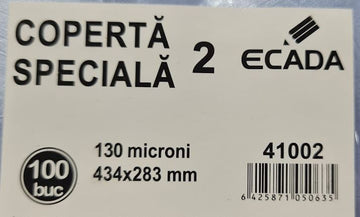 COPERTĂ
SPECIALĂ 2
ECADA
100
buc
130 microni
434x283 mm
41002
6 425871 050635